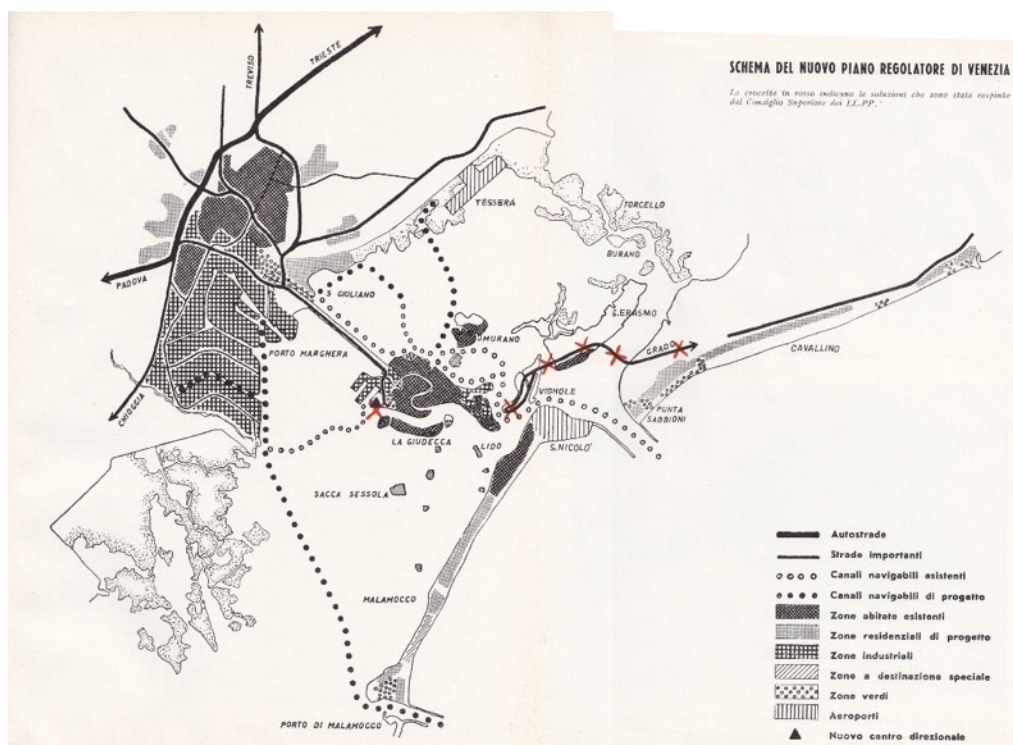 SCHEMA DEL NUOVO PIANO REGOLATORE DI VENEZIA
Le crocette in rosso indicano le soluzioni che sono state respinte
dal Consiglio Superiore dei LL.PP.
TREVISO
TRIESTE
TESSERA
TORCELLO
BURANO
PADOVA
S. GIULIANO
S. ERASMO
MURANO
PORTO MARGHERA
GRADO
CAVALLINO
CHIOGGIA
VIGNOLE
PUNTA
SABBIONI
LA GIUDECCA
LIDO
S. NICOLO'
SACCA SESSOLA
MALAMOCCO
PORTO DI MALAMOCCO
Autostrade
Strade importanti
Canali navigabili esistenti
Canali navigabili di progetto
Zone abitate esistenti
Zone residenziali di progetto
Zone industriali
Zone a destinazione speciale
Zone verdi
Aeroporti
Nuovo centro direzionale